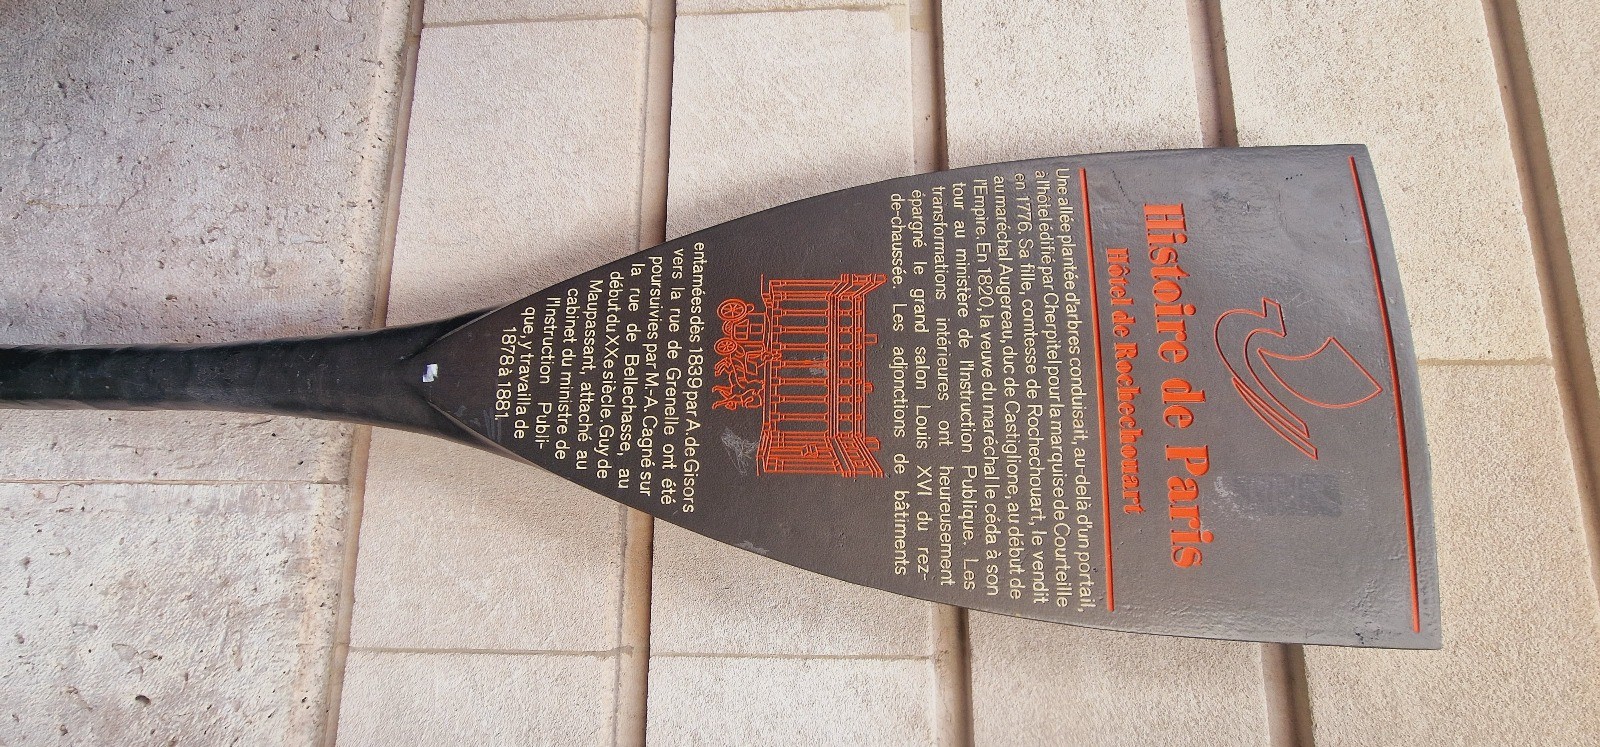 Histoire de Paris
Hôtel de Rochechouart
Une allée plantée d'arbres conduisait, au-delà d'un portail,
à l'hôtel édifié par Cherpitel pour la marquise de Courteille
en 1776. Sa fille, comtesse de Rochechouart, le vendit
au maréchal Augereau, duc de Castiglione, au début de
l'Empire. En 1820, la veuve du maréchal le céda à son
tour au ministère de l'Instruction Publique. Les
transformations intérieures ont heureusement
épargné le grand salon Louis XVI du rez-
de-chaussée. Les adjonctions de bâtiments
entamées dès 1839 par A. de Gisors
vers la rue de Grenelle ont été
poursuivies par M.-A. Cagné sur
la rue de Bellechasse, au
début du XXe siècle. Guy de
Maupassant, attaché au
cabinet du ministre de
l'Instruction Publi-
que, y travailla de
1878 à 1881.